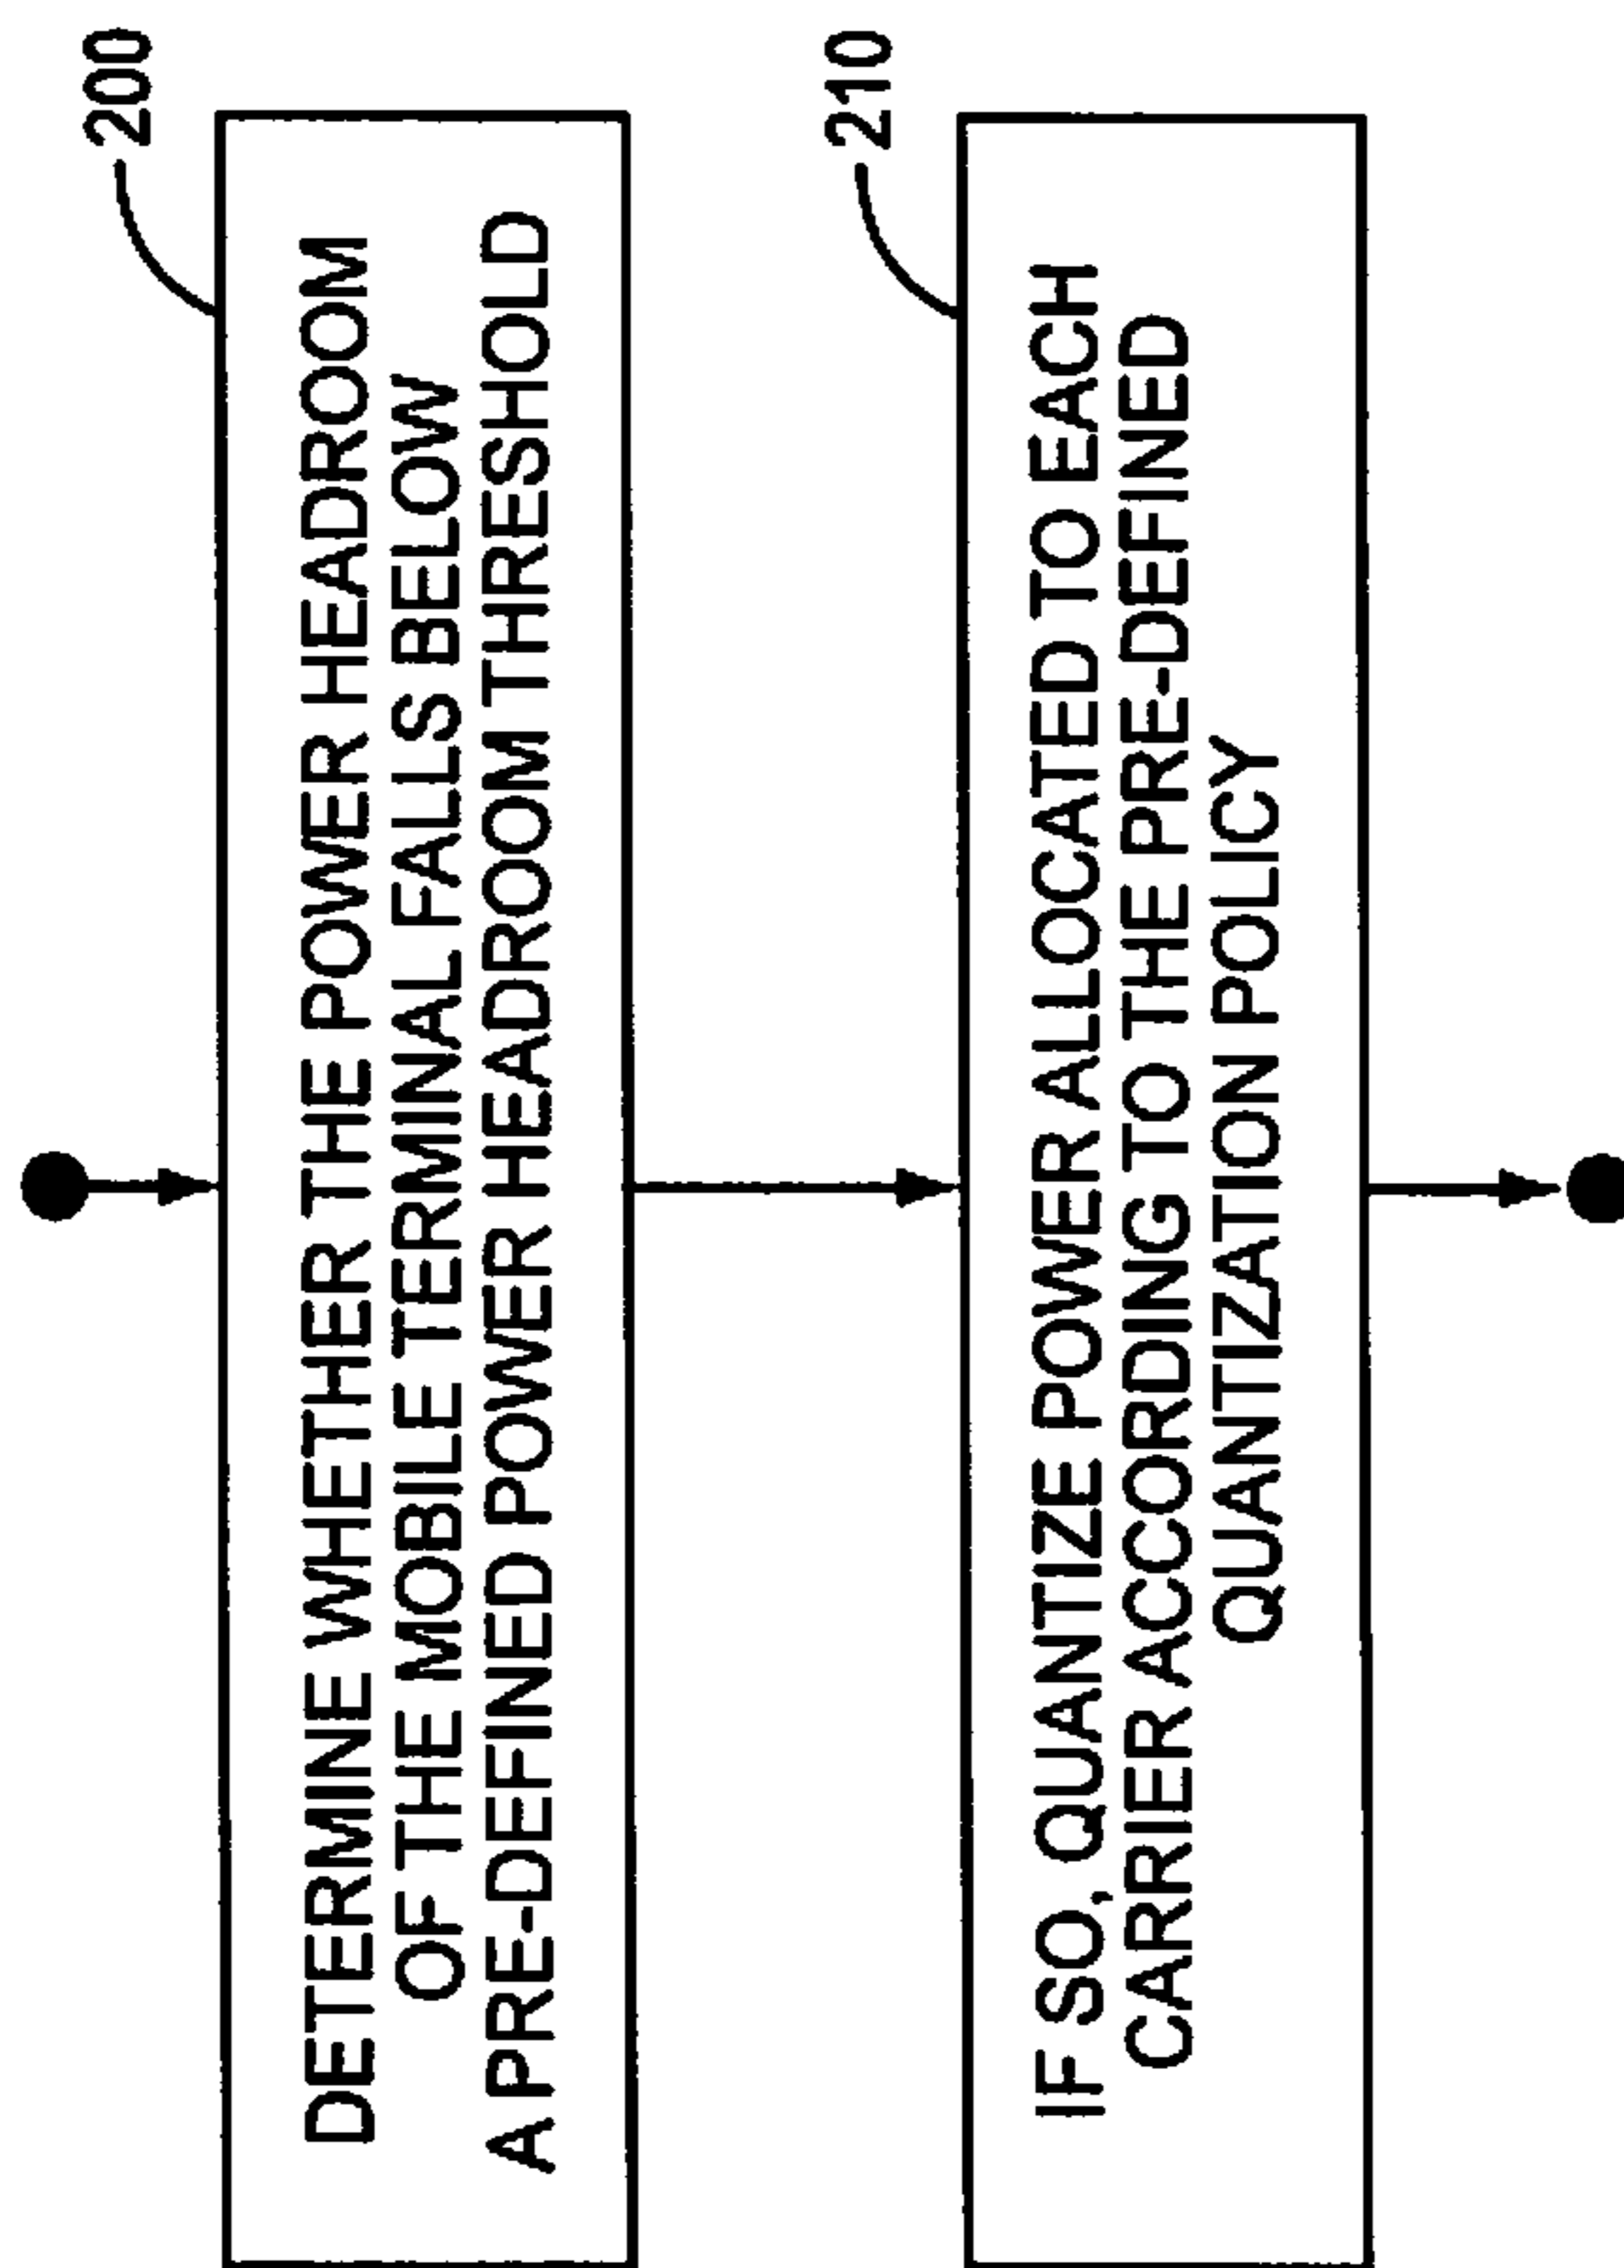 200
DETERMINE WHETHER THE POWER HEADROOM
OF THE MOBILE TERMINAL FALLS BELOW
A PRE-DEFINED POWER HEADROOM THRESHOLD
210
IF SO, QUANTIZE POWER ALLOCATED TO EACH
CARRIER ACCORDING TO THE PRE-DEFINED
QUANTIZATION POLICY